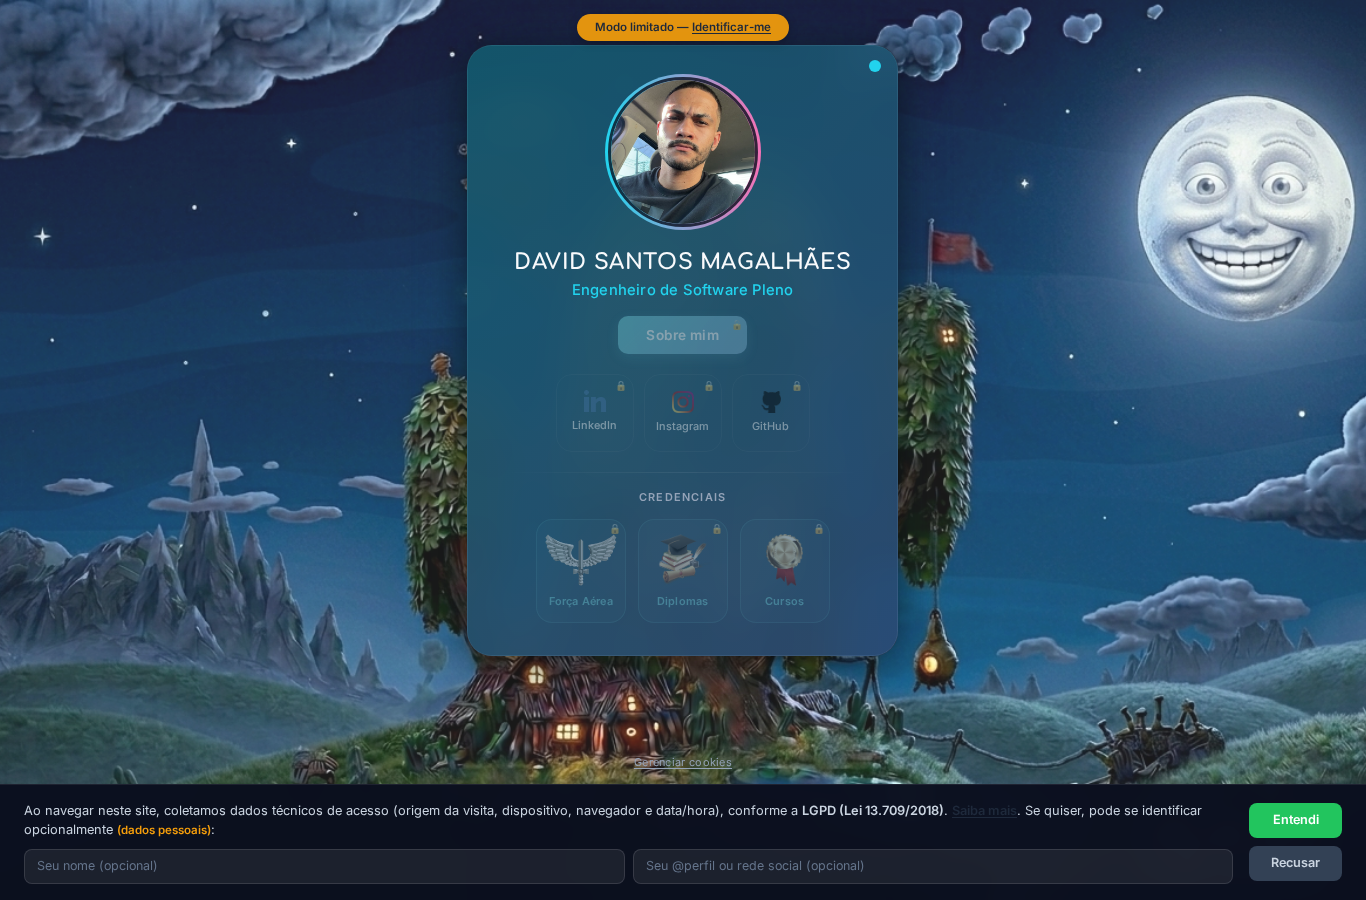 Modo limitado — Identificar-me
DAVID SANTOS MAGALHÃES
Engenheiro de Software Pleno
Sobre mim
LinkedIn
Instagram
GitHub
CREDENCIAIS
Força Aérea
Diplomas
Cursos
Gerenciar cookies
Ao navegar neste site, coletamos dados técnicos de acesso (origem da visita, dispositivo, navegador e data/hora), conforme a LGPD (Lei 13.709/2018). Saiba mais. Se quiser, pode se identificar
opcionalmente (dados pessoais):
Seu nome (opcional)
Seu @perfil ou rede social (opcional)
Entendi
Recusar